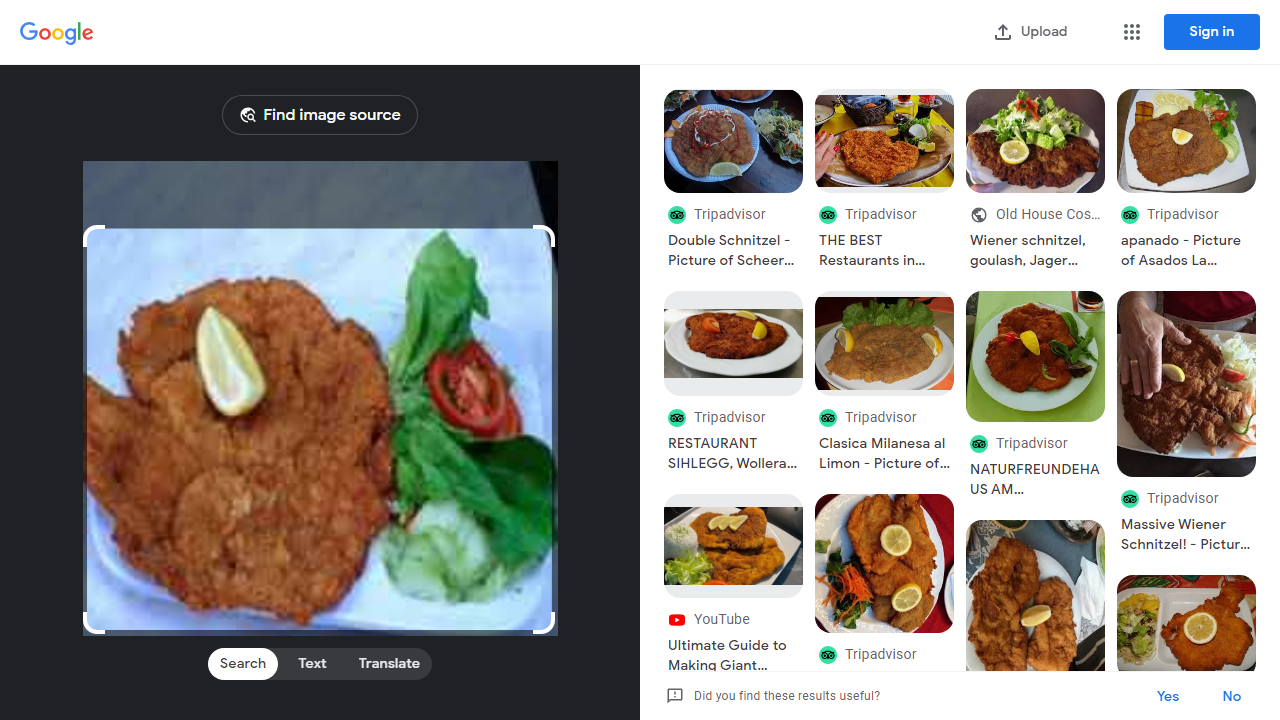 Google
Upload
Sign in
Find image source
Search
Text
Translate
Tripadvisor
Double Schnitzel -
Picture of Scheer...
Tripadvisor
THE BEST
Restaurants in...
Old House Cos...
Wiener schnitzel,
goulash, Jager...
Tripadvisor
apanado - Picture
of Asados La...
Tripadvisor
RESTAURANT
SIHLEGG, Wollera...
Tripadvisor
Clasica Milanesa al
Limon - Picture of...
Tripadvisor
NATURFREUNDEHA
US AM...
Tripadvisor
Massive Wiener
Schnitzel! - Pictur...
YouTube
Ultimate Guide to
Making Giant...
Tripadvisor
Did you find these results useful?
Yes
No